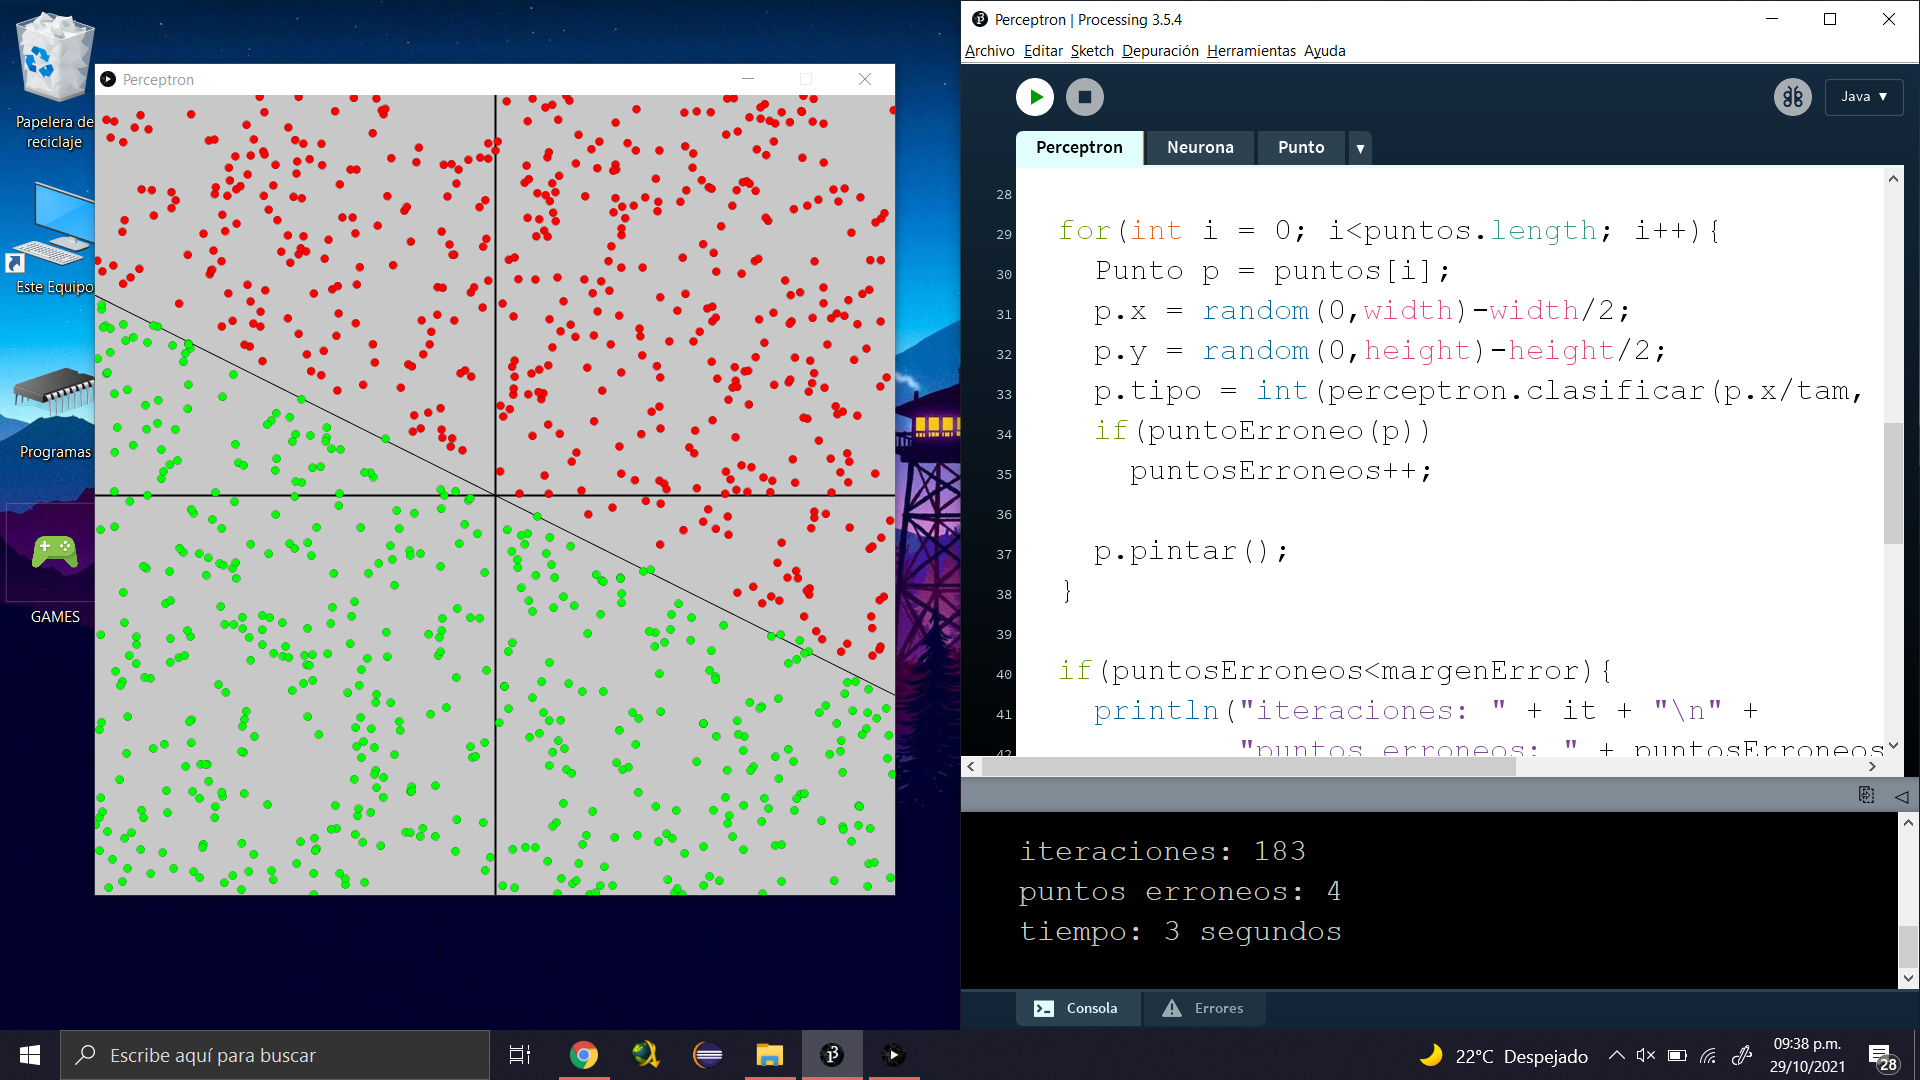 Papelera de
reciclaje
Este Equipo
Programas
GAMES
Perceptron
Perceptron | Processing 3.5.4
Archivo Editar Sketch Depuración Herramientas Ayuda
Java ▼
Perceptron Neurona Punto ▼
28
29 for(int i = 0; i<puntos.length; i++){
30 Punto p = puntos[i];
31 p.x = random(0,width)-width/2;
32 p.y = random(0,height)-height/2;
33 p.tipo = int(perceptron.clasificar(p.x/tam,
34 if(puntoErroneo(p))
35 puntosErroneos++;
36
37 p.pintar();
38 }
39
40 if(puntosErroneos<margenError){
41 println("iteraciones: " + it + "\n" +
42 "puntos erroneos: " + puntosErroneos
iteraciones: 183
puntos erroneos: 4
tiempo: 3 segundos
Consola Errores
Escribe aquí para buscar
22°C Despejado
09:38 p.m.
29/10/2021
28